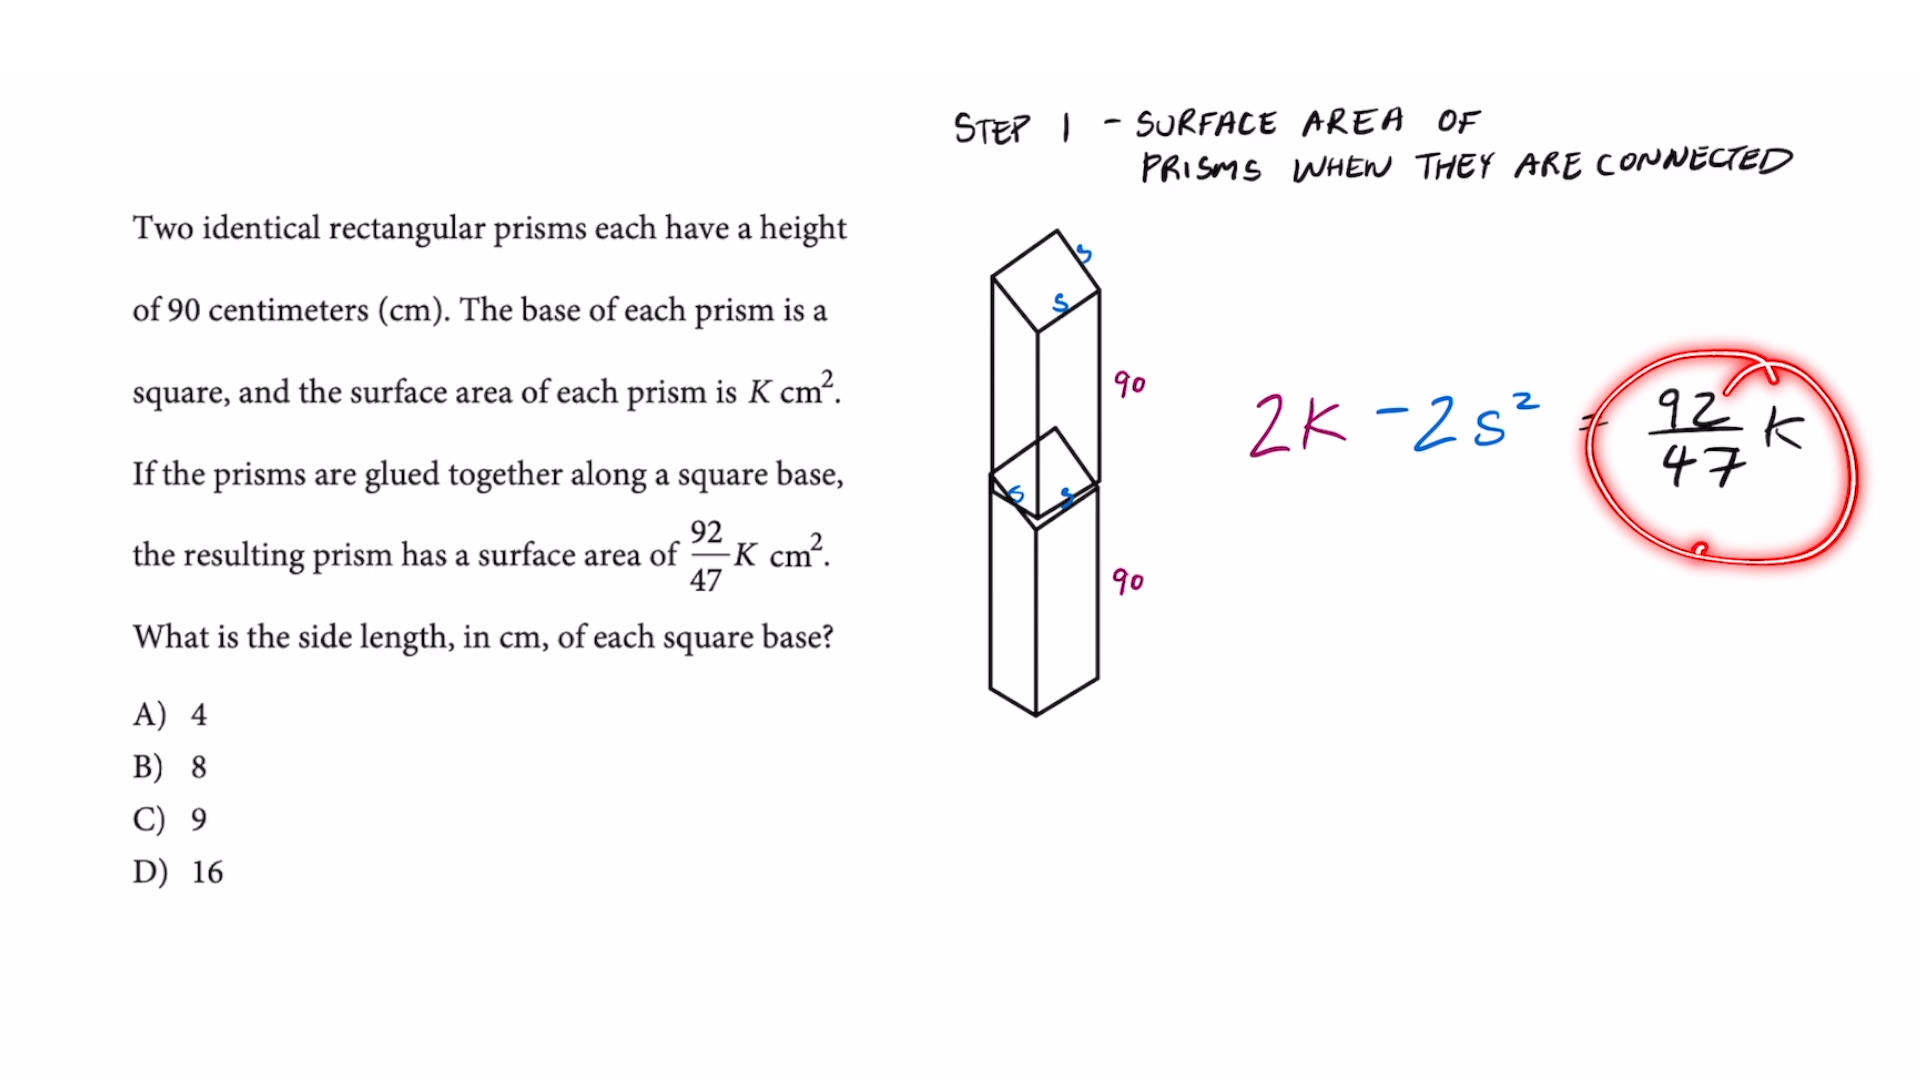 STEP 1 - SURFACE AREA OF
PRISMS WHEN THEY ARE CONNECTED
Two identical rectangular prisms each have a height
of 90 centimeters (cm). The base of each prism is a
square, and the surface area of each prism is K cm².
If the prisms are glued together along a square base,
the resulting prism has a surface area of 92/47 K cm².
What is the side length, in cm, of each square base?
A) 4
B) 8
C) 9
D) 16
s
s
90
s s
90
2K - 2s² = 92/47 K